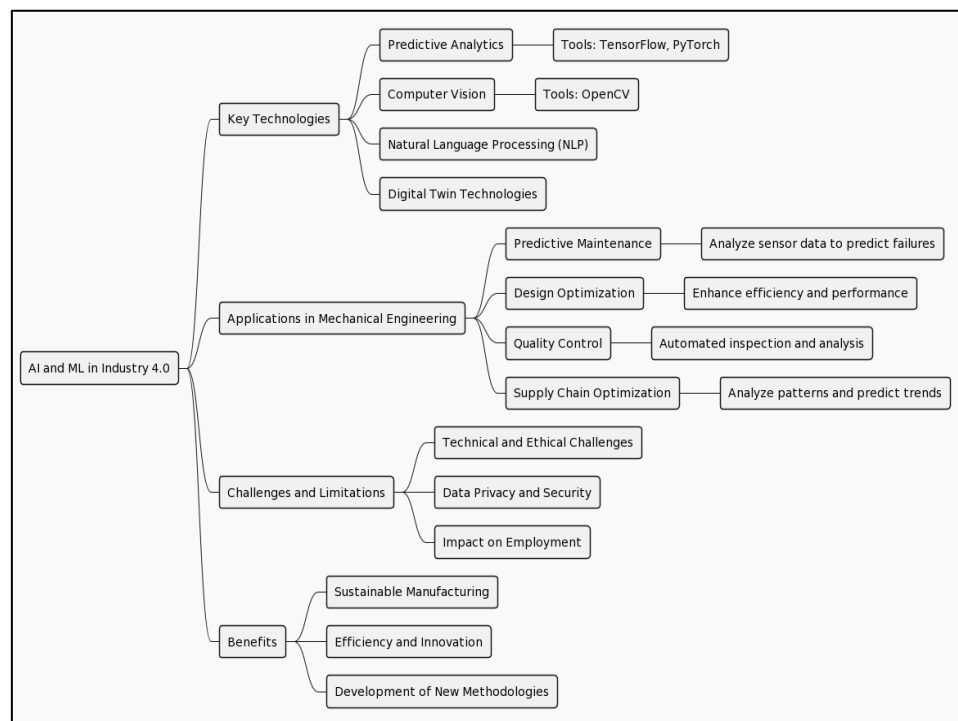 AI and ML in Industry 4.0
Key Technologies
Predictive Analytics
Tools: TensorFlow, PyTorch
Computer Vision
Tools: OpenCV
Natural Language Processing (NLP)
Digital Twin Technologies
Applications in Mechanical Engineering
Predictive Maintenance
Analyze sensor data to predict failures
Design Optimization
Enhance efficiency and performance
Quality Control
Automated inspection and analysis
Supply Chain Optimization
Analyze patterns and predict trends
Challenges and Limitations
Technical and Ethical Challenges
Data Privacy and Security
Impact on Employment
Benefits
Sustainable Manufacturing
Efficiency and Innovation
Development of New Methodologies